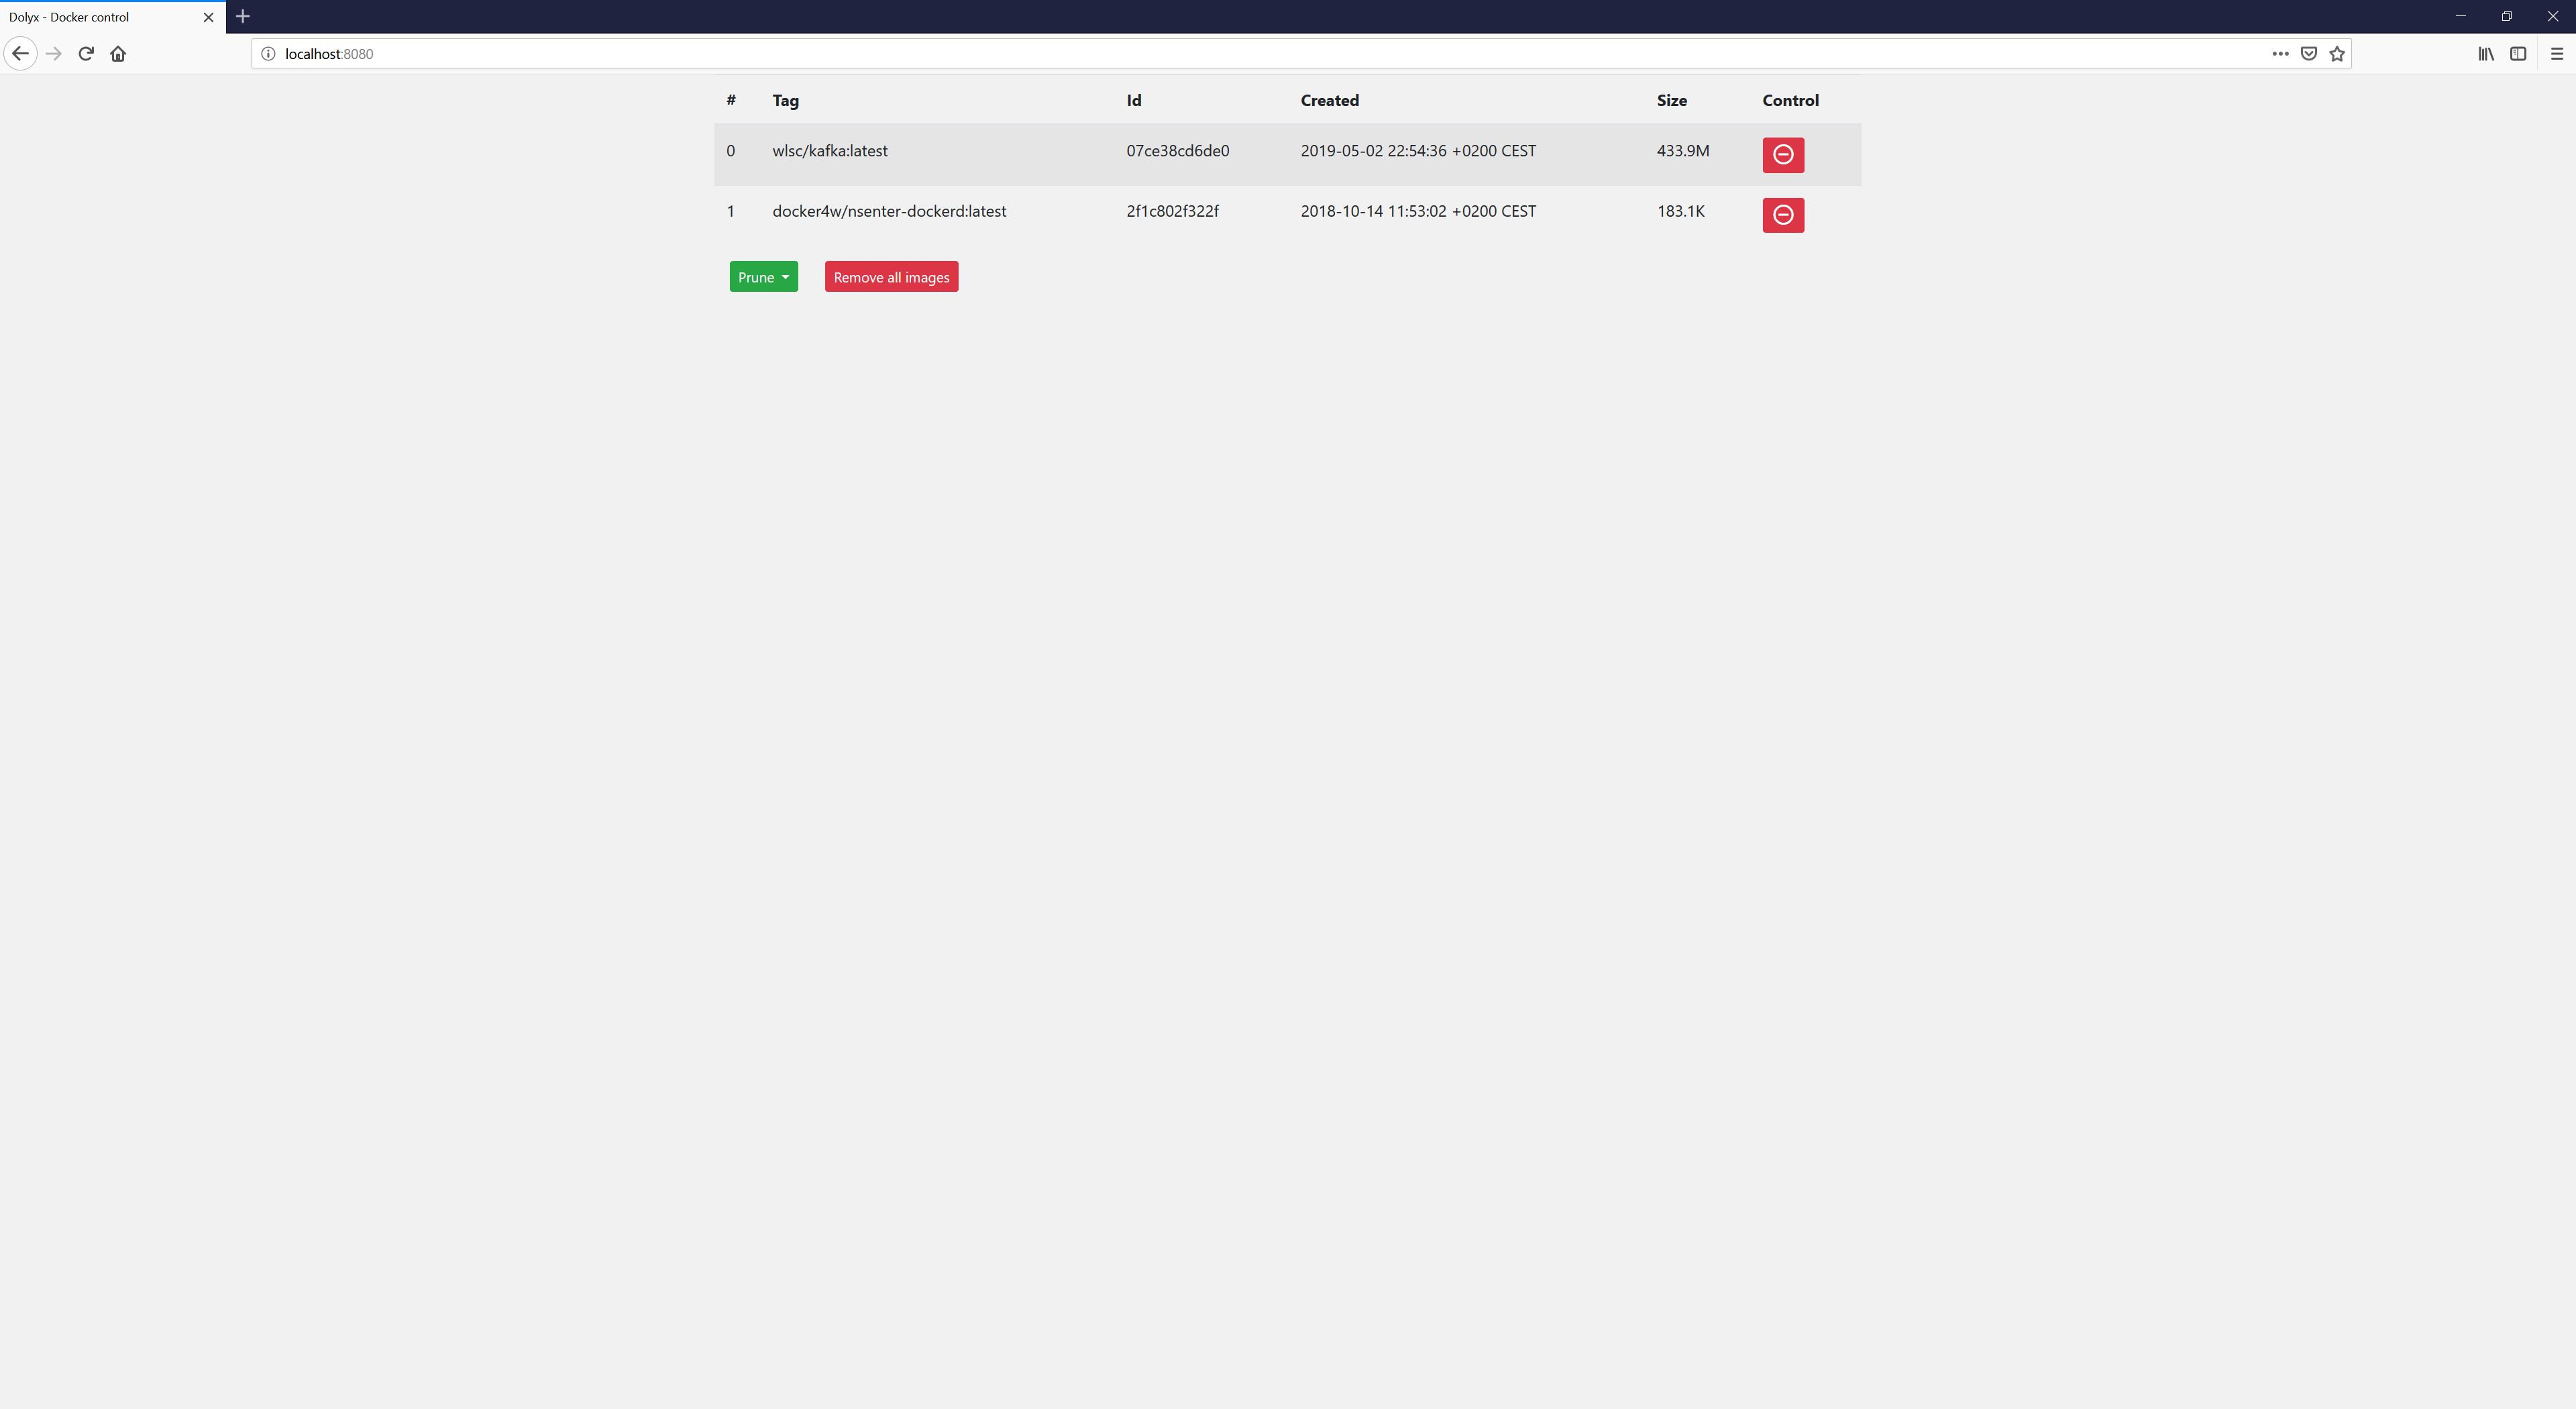 Dolyx - Docker control
localhost:8080
# Tag Id Created Size Control
0 wlsc/kafka:latest 07ce38cd6de0 2019-05-02 22:54:36 +0200 CEST 433.9M
1 docker4w/nsenter-dockerd:latest 2f1c802f322f 2018-10-14 11:53:02 +0200 CEST 183.1K
Prune Remove all images